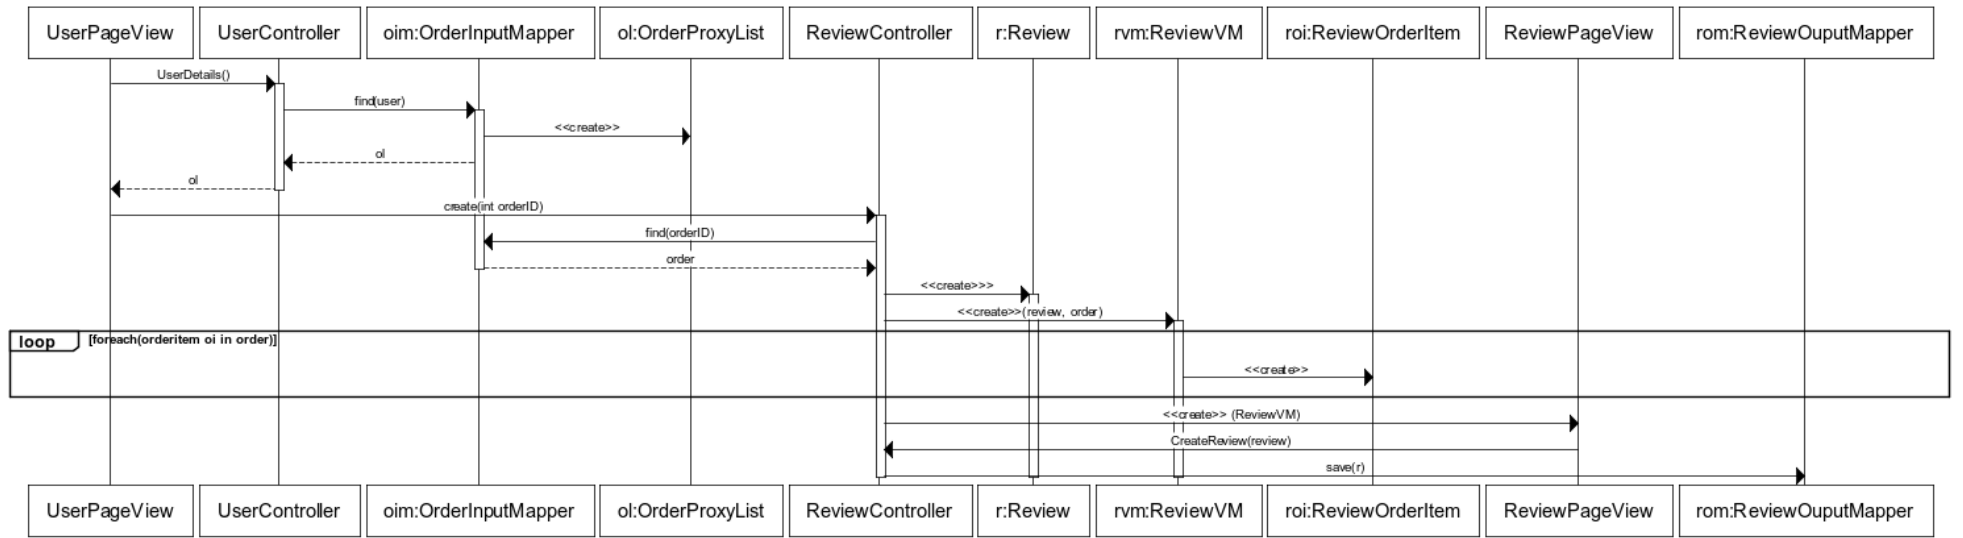 UserPageView
UserController
oim:OrderInputMapper
ol:OrderProxyList
ReviewController
r:Review
rvm:ReviewVM
roi:ReviewOrderItem
ReviewPageView
rom:ReviewOuputMapper
UserDetails()
find(user)
<<create>>
ol
ol
create(int orderID)
find(orderID)
order
<<create>>>
<<create>>(review, order)
loop
[foreach(orderitem oi in order)]
<<create>>
<<create>> (ReviewVM)
CreateReview(review)
save(r)
UserPageView
UserController
oim:OrderInputMapper
ol:OrderProxyList
ReviewController
r:Review
rvm:ReviewVM
roi:ReviewOrderItem
ReviewPageView
rom:ReviewOuputMapper